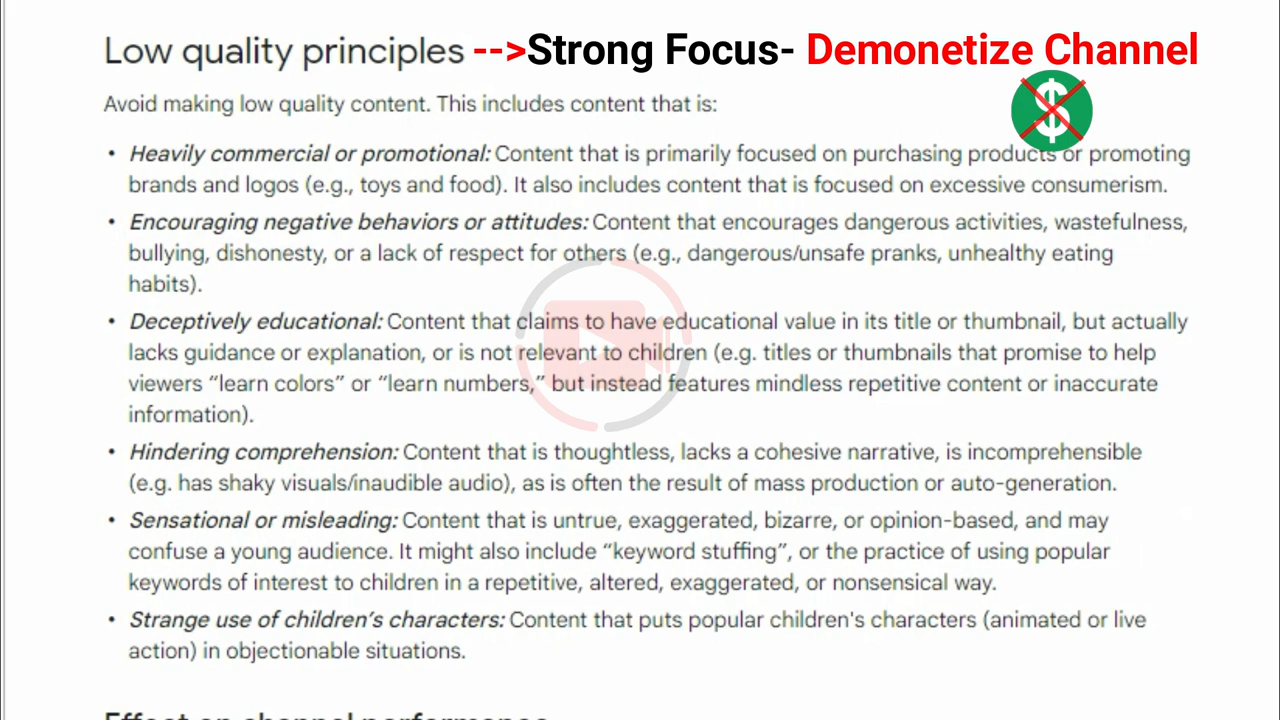 Low quality principles -->Strong Focus- Demonetize Channel
Avoid making low quality content. This includes content that is:
• Heavily commercial or promotional: Content that is primarily focused on purchasing products or promoting
brands and logos (e.g., toys and food). It also includes content that is focused on excessive consumerism.
• Encouraging negative behaviors or attitudes: Content that encourages dangerous activities, wastefulness,
bullying, dishonesty, or a lack of respect for others (e.g., dangerous/unsafe pranks, unhealthy eating
habits).
• Deceptively educational: Content that claims to have educational value in its title or thumbnail, but actually
lacks guidance or explanation, or is not relevant to children (e.g. titles or thumbnails that promise to help
viewers “learn colors” or “learn numbers,” but instead features mindless repetitive content or inaccurate
information).
• Hindering comprehension: Content that is thoughtless, lacks a cohesive narrative, is incomprehensible
(e.g. has shaky visuals/inaudible audio), as is often the result of mass production or auto-generation.
• Sensational or misleading: Content that is untrue, exaggerated, bizarre, or opinion-based, and may
confuse a young audience. It might also include “keyword stuffing”, or the practice of using popular
keywords of interest to children in a repetitive, altered, exaggerated, or nonsensical way.
• Strange use of children’s characters: Content that puts popular children's characters (animated or live
action) in objectionable situations.
Effect on channel performance